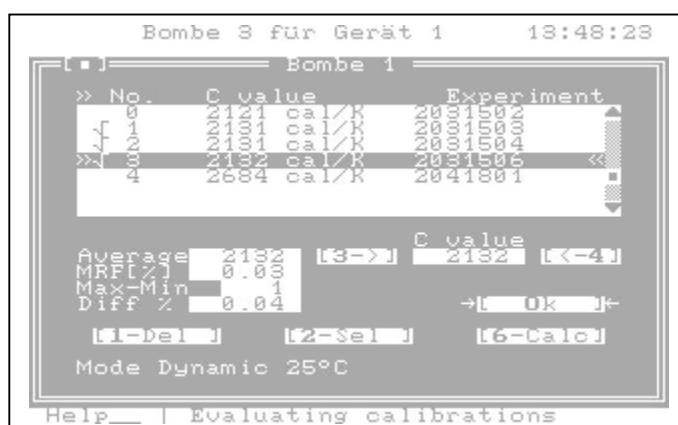 Bombe 3 für Gerät 1 13:48:23
[■] Bombe 1
>> No. C value Experiment
0 2121 cal/K 2031502
√ 1 2131 cal/K 2031503
√ 2 2131 cal/K 2031504
>>√ 3 2132 cal/K 2031506 <<
4 2684 cal/K 2041801
C value
Average 2132 [3->] 2132 [<-4]
MRF[%] 0.03
Max-Min 1
Diff % 0.04 →[ Ok ]←
[1-Del ] [2-Sel ] [6-Calc]
Mode Dynamic 25°C
Help__ | Evaluating calibrations